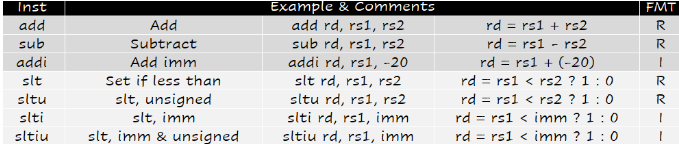 Inst Example & Comments FMT
add Add add rd, rs1, rs2 rd = rs1 + rs2 R
sub Subtract sub rd, rs1, rs2 rd = rs1 - rs2 R
addi Add imm addi rd, rs1, -20 rd = rs1 + (-20) I
slt Set if less than slt rd, rs1, rs2 rd = rs1 < rs2 ? 1 : 0 R
sltu slt, unsigned sltu rd, rs1, rs2 rd = rs1 < rs2 ? 1 : 0 R
slti slt, imm slti rd, rs1, imm rd = rs1 < imm ? 1 : 0 I
sltiu slt, imm & unsigned sltiu rd, rs1, imm rd = rs1 < imm ? 1 : 0 I